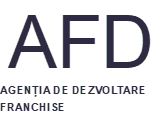 AFD
AGENȚIA DE DEZVOLTARE
FRANCHISE